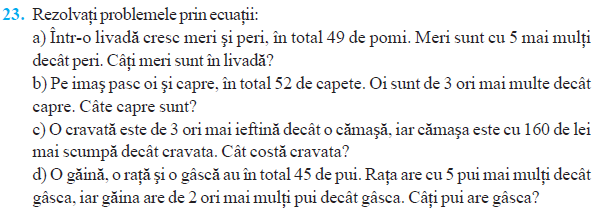 23. Rezolvați problemele prin ecuații:
a) Într-o livadă cresc meri și peri, în total 49 de pomi. Meri sunt cu 5 mai mulți
decât peri. Câți meri sunt în livadă?
b) Pe imaș pasc oi și capre, în total 52 de capete. Oi sunt de 3 ori mai multe decât
capre. Câte capre sunt?
c) O cravată este de 3 ori mai ieftină decât o cămașă, iar cămașa este cu 160 de lei
mai scumpă decât cravata. Cât costă cravata?
d) O găină, o rață și o gâscă au în total 45 de pui. Rața are cu 5 pui mai mulți decât
gâsca, iar găina are de 2 ori mai mulți pui decât gâsca. Câți pui are gâsca?